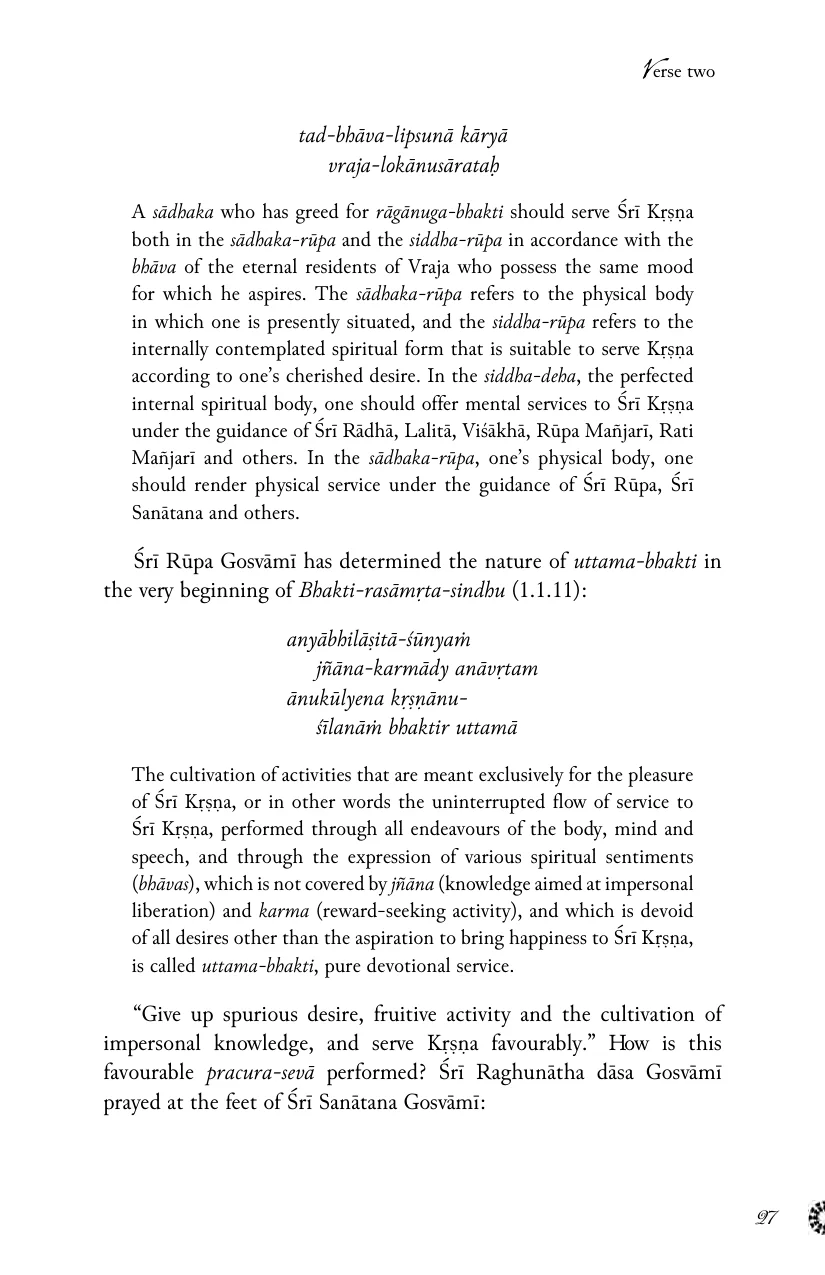 Verse two
tad-bhāva-lipsunā kāryā
vraja-lokānusārataḥ
A sādhaka who has greed for rāgānuga-bhakti should serve Śrī Kṛṣṇa
both in the sādhaka-rūpa and the siddha-rūpa in accordance with the
bhāva of the eternal residents of Vraja who possess the same mood
for which he aspires. The sādhaka-rūpa refers to the physical body
in which one is presently situated, and the siddha-rūpa refers to the
internally contemplated spiritual form that is suitable to serve Kṛṣṇa
according to one’s cherished desire. In the siddha-deha, the perfected
internal spiritual body, one should offer mental services to Śrī Kṛṣṇa
under the guidance of Śrī Rādhā, Lalitā, Viśākhā, Rūpa Mañjarī, Rati
Mañjarī and others. In the sādhaka-rūpa, one’s physical body, one
should render physical service under the guidance of Śrī Rūpa, Śrī
Sanātana and others.
Śrī Rūpa Gosvāmī has determined the nature of uttama-bhakti in
the very beginning of Bhakti-rasāmṛta-sindhu (1.1.11):
anyābhilāṣitā-śūnyaṁ
jñāna-karmādy anāvṛtam
ānukūlyena kṛṣṇānu-
śīlanāṁ bhaktir uttamā
The cultivation of activities that are meant exclusively for the pleasure
of Śrī Kṛṣṇa, or in other words the uninterrupted flow of service to
Śrī Kṛṣṇa, performed through all endeavours of the body, mind and
speech, and through the expression of various spiritual sentiments
(bhāvas), which is not covered by jñāna (knowledge aimed at impersonal
liberation) and karma (reward-seeking activity), and which is devoid
of all desires other than the aspiration to bring happiness to Śrī Kṛṣṇa,
is called uttama-bhakti, pure devotional service.
“Give up spurious desire, fruitive activity and the cultivation of
impersonal knowledge, and serve Kṛṣṇa favourably.” How is this
favourable pracura-sevā performed? Śrī Raghunātha dāsa Gosvāmī
prayed at the feet of Śrī Sanātana Gosvāmī:
27